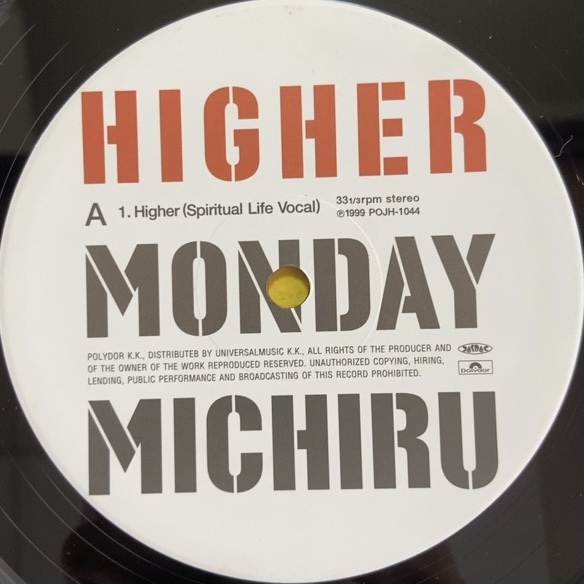 HIGHER
A 1. Higher (Spiritual Life Vocal) 33 1/3rpm stereo
℗1999 POJH-1044
MONDAY
POLYDOR K.K., DISTRIBUTEB BY UNIVERSALMUSIC K.K., ALL RIGHTS OF THE PRODUCER AND
OF THE OWNER OF THE WORK REPRODUCED RESERVED. UNAUTHORIZED COPYING, HIRING,
LENDING, PUBLIC PERFORMANCE AND BROADCASTING OF THIS RECORD PROHIBITED.
JASRAC
Polydor
MICHIRU